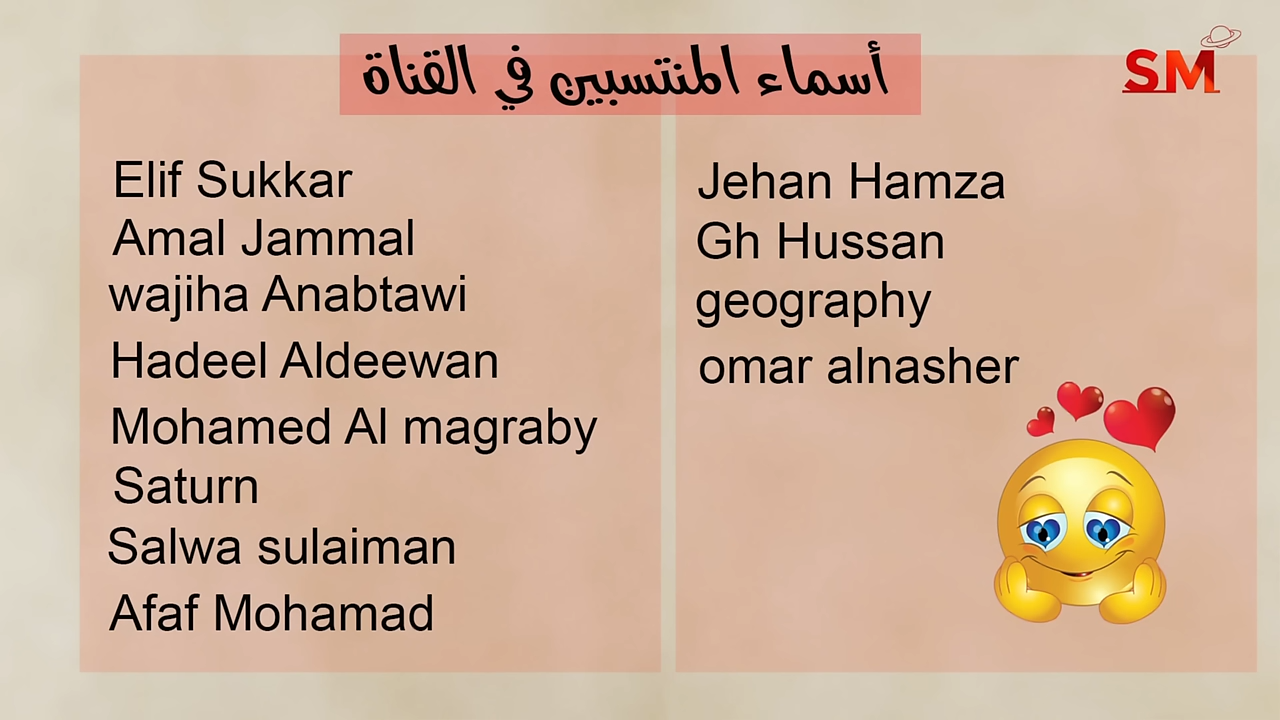 أسماء المنتسبين في القناة
SM
Elif Sukkar
Amal Jammal
wajiha Anabtawi
Hadeel Aldeewan
Mohamed Al magraby
Saturn
Salwa sulaiman
Afaf Mohamad
Jehan Hamza
Gh Hussan
geography
omar alnasher